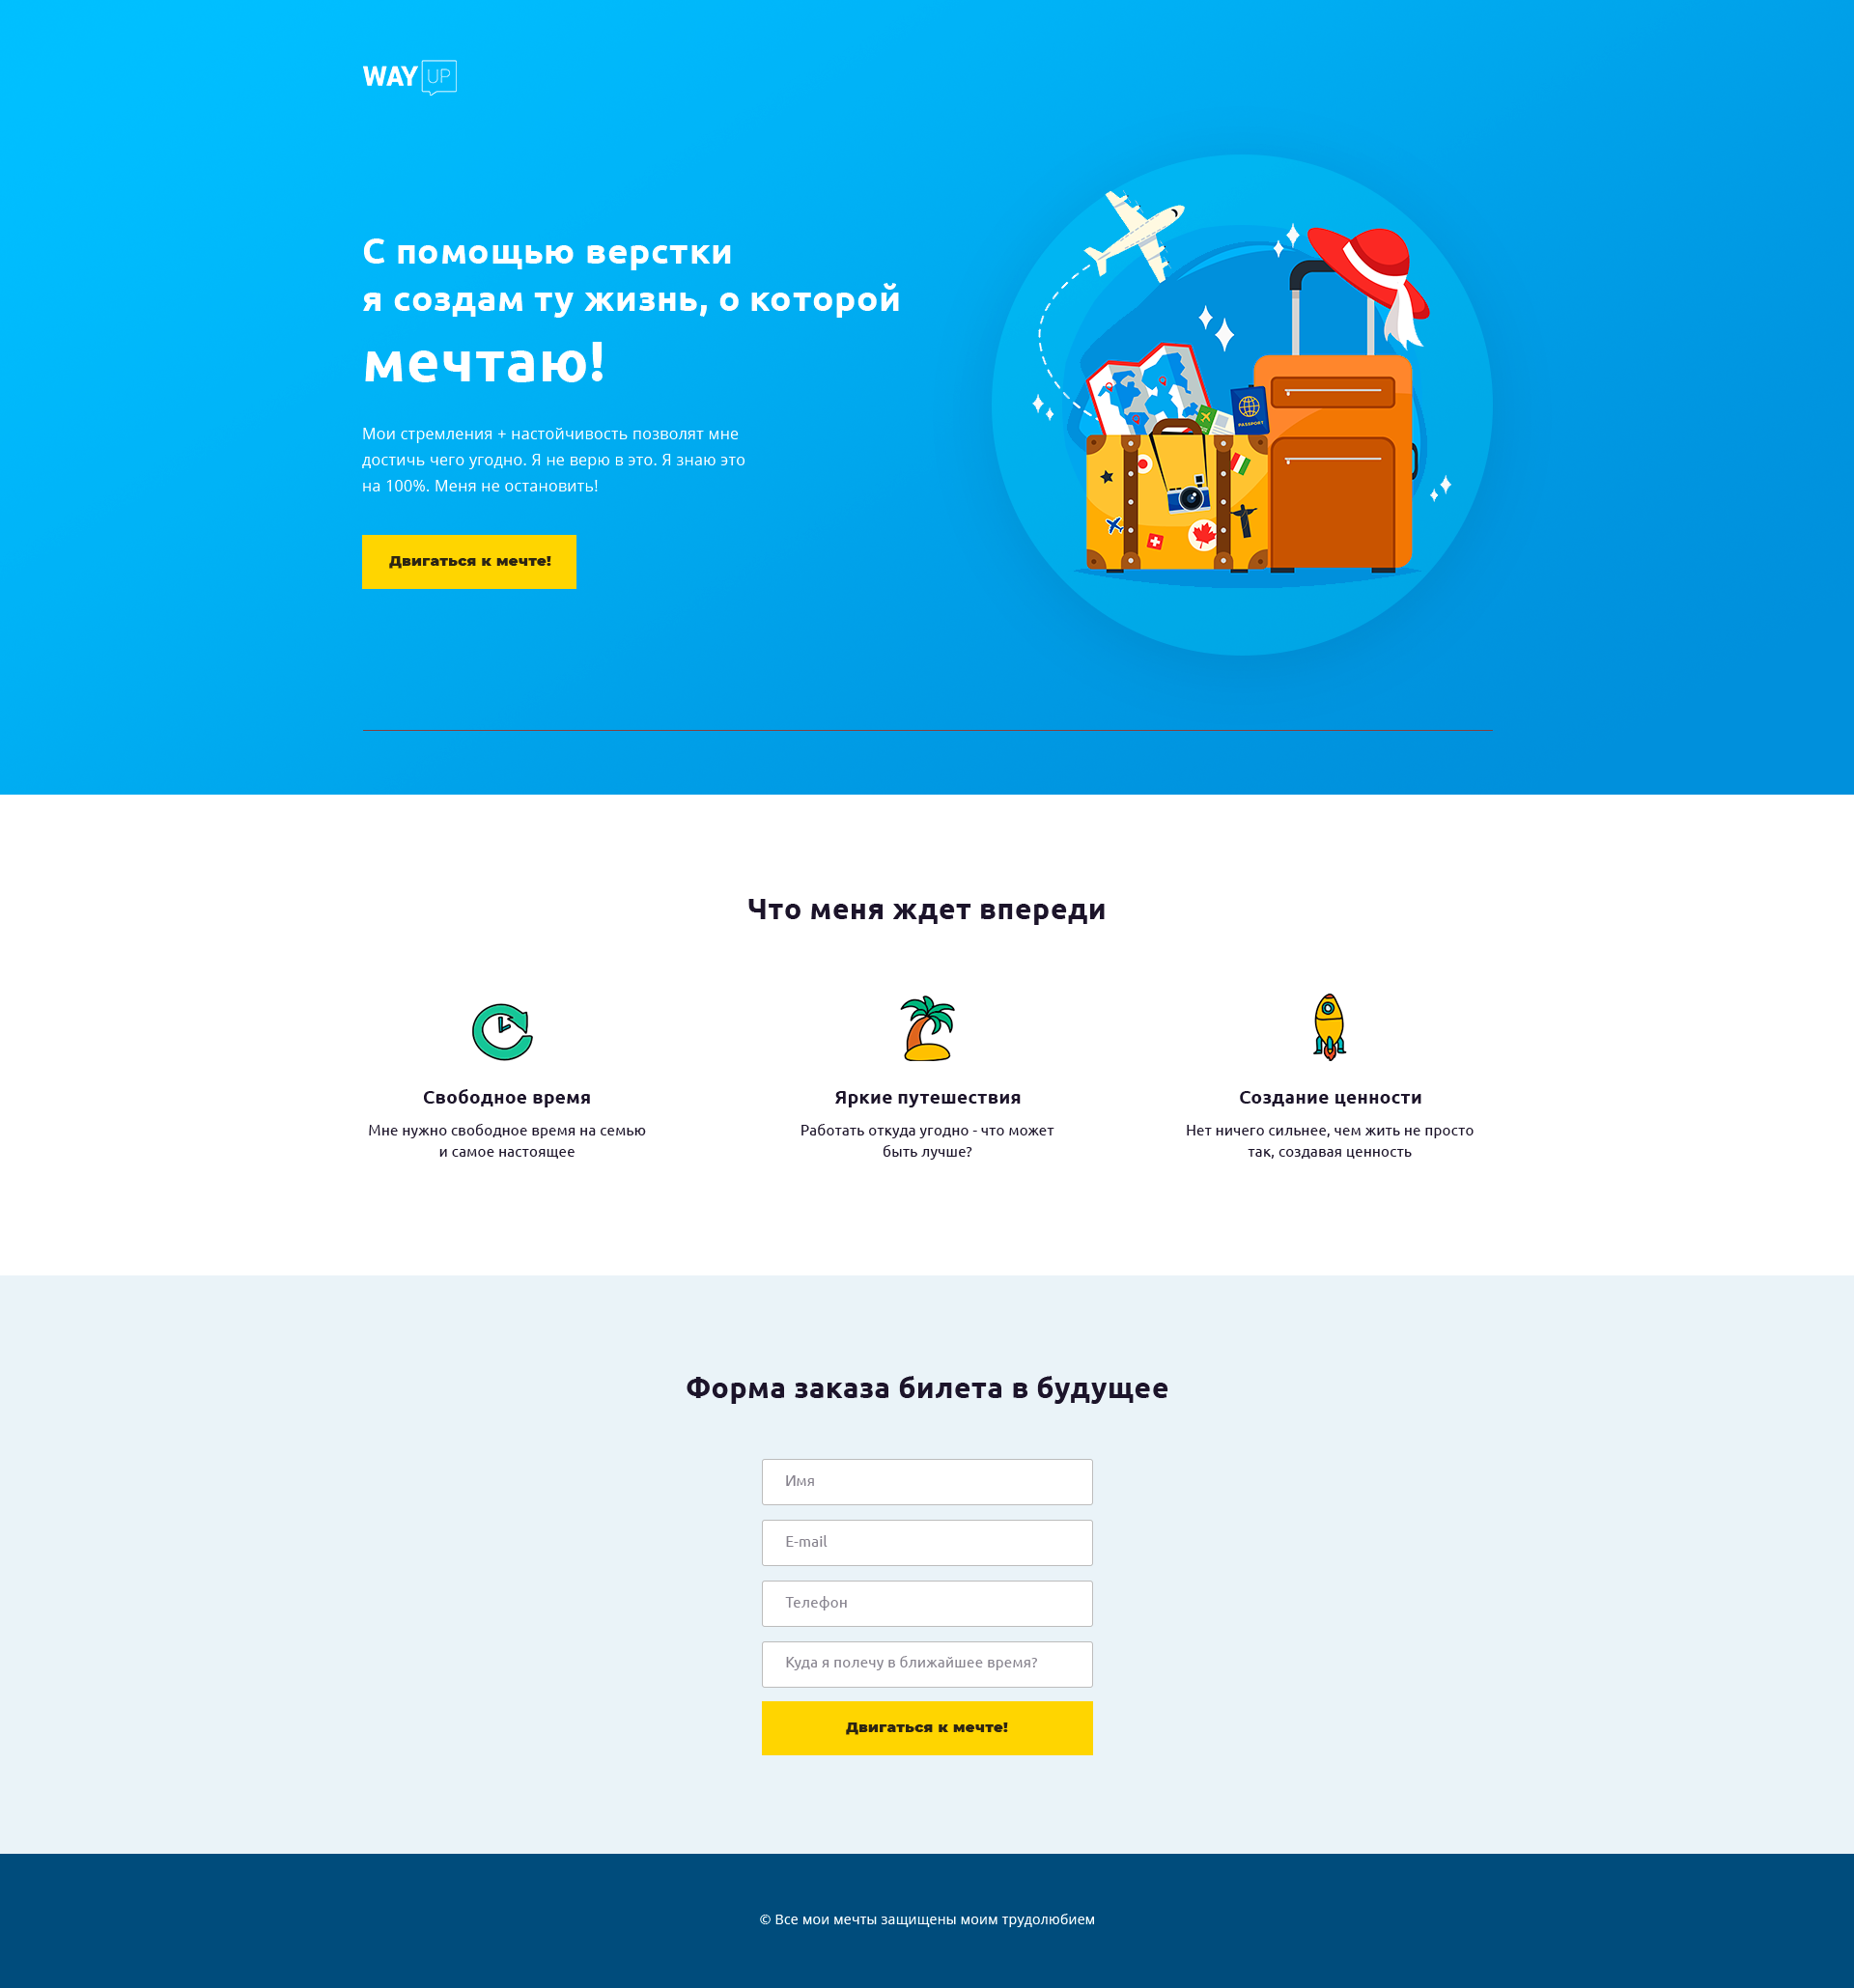 WAY UP
С помощью верстки
я создам ту жизнь, о которой
мечтаю!
Мои стремления + настойчивость позволят мне
достичь чего угодно. Я не верю в это. Я знаю это
на 100%. Меня не остановить!
Двигаться к мечте!
PASSPORT
Что меня ждет впереди
Свободное время
Мне нужно свободное время на семью
и самое настоящее
Яркие путешествия
Работать откуда угодно - что может
быть лучше?
Создание ценности
Нет ничего сильнее, чем жить не просто
так, создавая ценность
Форма заказа билета в будущее
Имя
E-mail
Телефон
Куда я полечу в ближайшее время?
Двигаться к мечте!
© Все мои мечты защищены моим трудолюбием